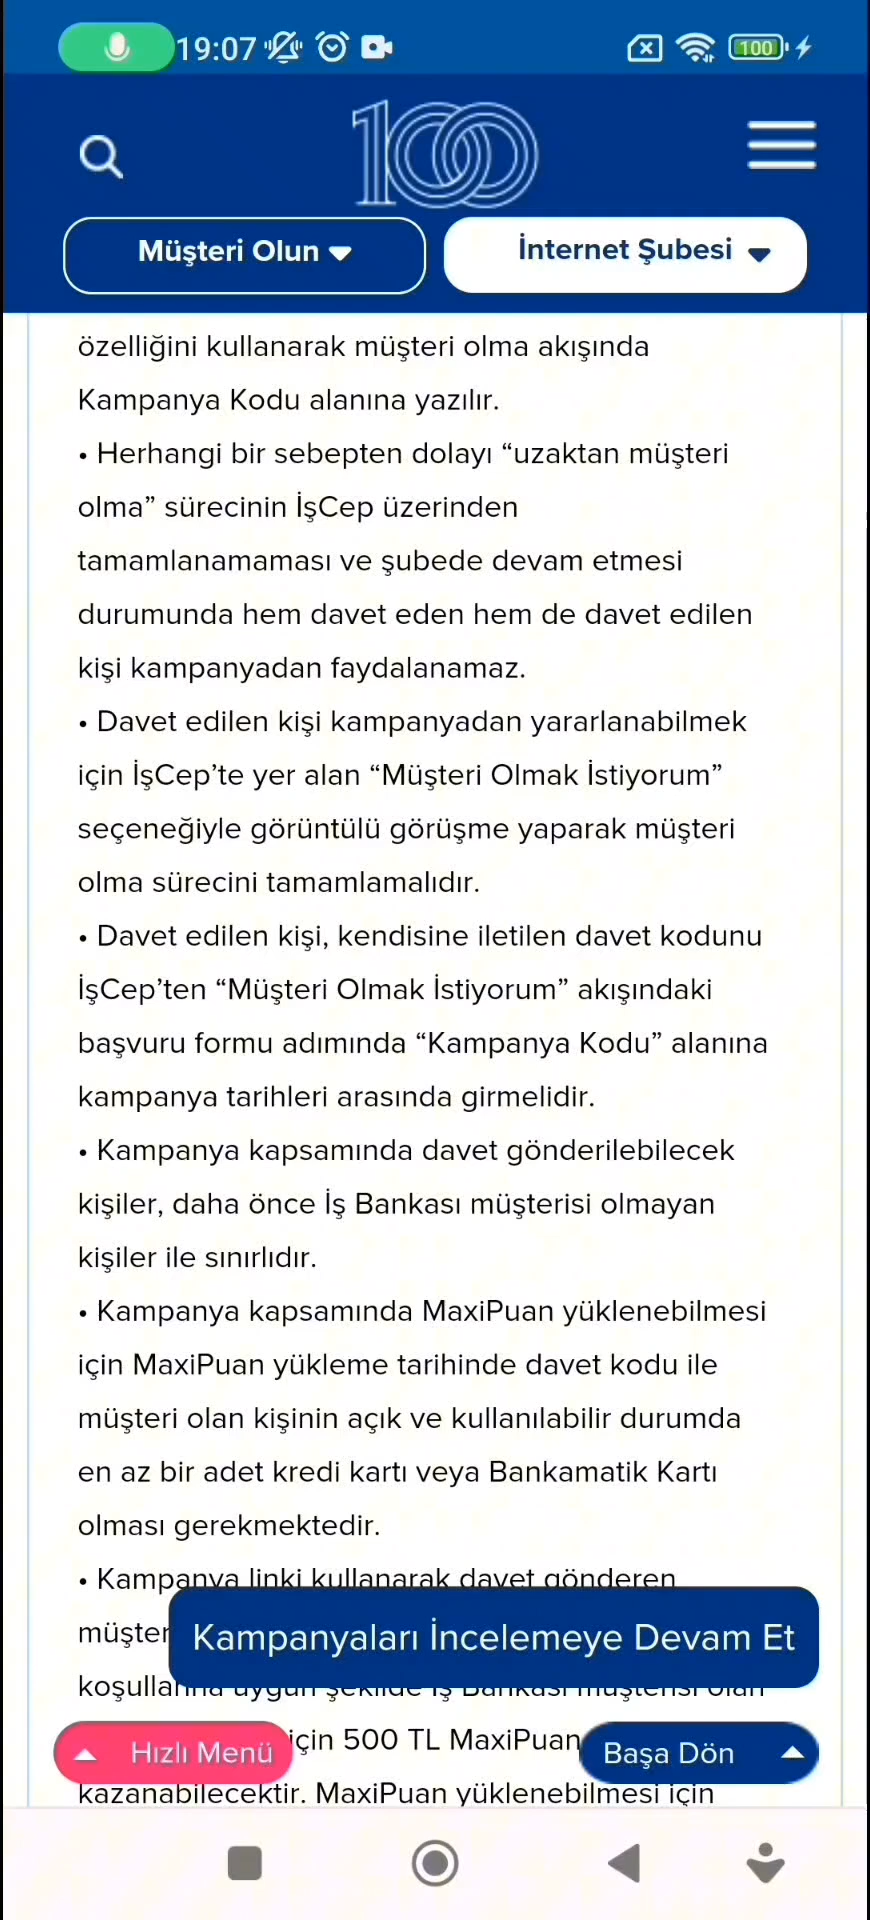 19:07
100
100
Müşteri Olun
İnternet Şubesi
özelliğini kullanarak müşteri olma akışında
Kampanya Kodu alanına yazılır.
• Herhangi bir sebepten dolayı “uzaktan müşteri
olma” sürecinin İşCep üzerinden
tamamlanamaması ve şubede devam etmesi
durumunda hem davet eden hem de davet edilen
kişi kampanyadan faydalanamaz.
• Davet edilen kişi kampanyadan yararlanabilmek
için İşCep’te yer alan “Müşteri Olmak İstiyorum”
seçeneğiyle görüntülü görüşme yaparak müşteri
olma sürecini tamamlamalıdır.
• Davet edilen kişi, kendisine iletilen davet kodunu
İşCep’ten “Müşteri Olmak İstiyorum” akışındaki
başvuru formu adımında “Kampanya Kodu” alanına
kampanya tarihleri arasında girmelidir.
• Kampanya kapsamında davet gönderilebilecek
kişiler, daha önce İş Bankası müşterisi olmayan
kişiler ile sınırlıdır.
• Kampanya kapsamında MaxiPuan yüklenebilmesi
için MaxiPuan yükleme tarihinde davet kodu ile
müşteri olan kişinin açık ve kullanılabilir durumda
en az bir adet kredi kartı veya Bankamatik Kartı
olması gerekmektedir.
• Kampanya linki kullanarak davet gönderen
Kampanyaları İncelemeye Devam Et
koşullarına uygun şekilde İş Bankası müşterisi olan
Hızlı Menü
için 500 TL MaxiPuan
Başa Dön
kazanabilecektir. MaxiPuan yüklenebilmesi için